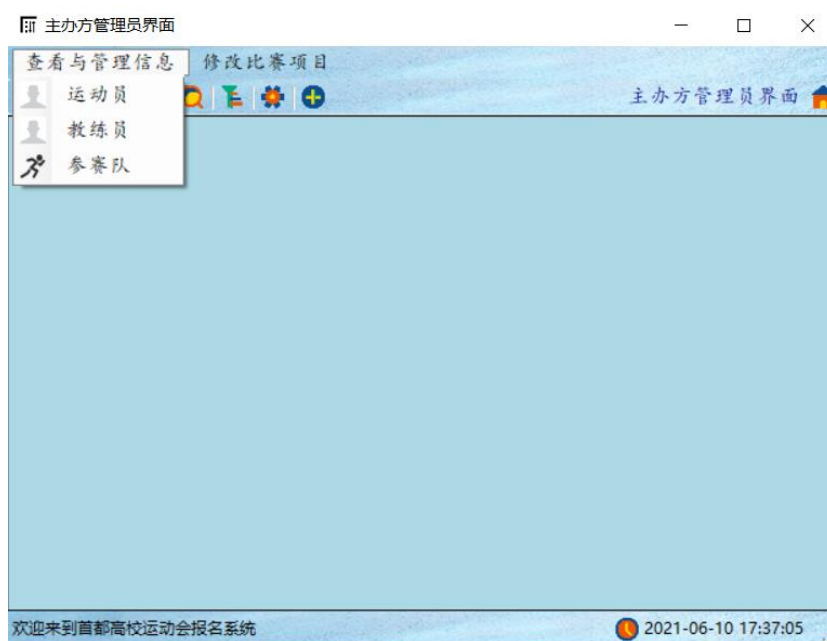 主办方管理员界面
查看与管理信息 修改比赛项目
运动员
教练员
参赛队
主办方管理员界面
欢迎来到首都高校运动会报名系统 2021-06-10 17:37:05